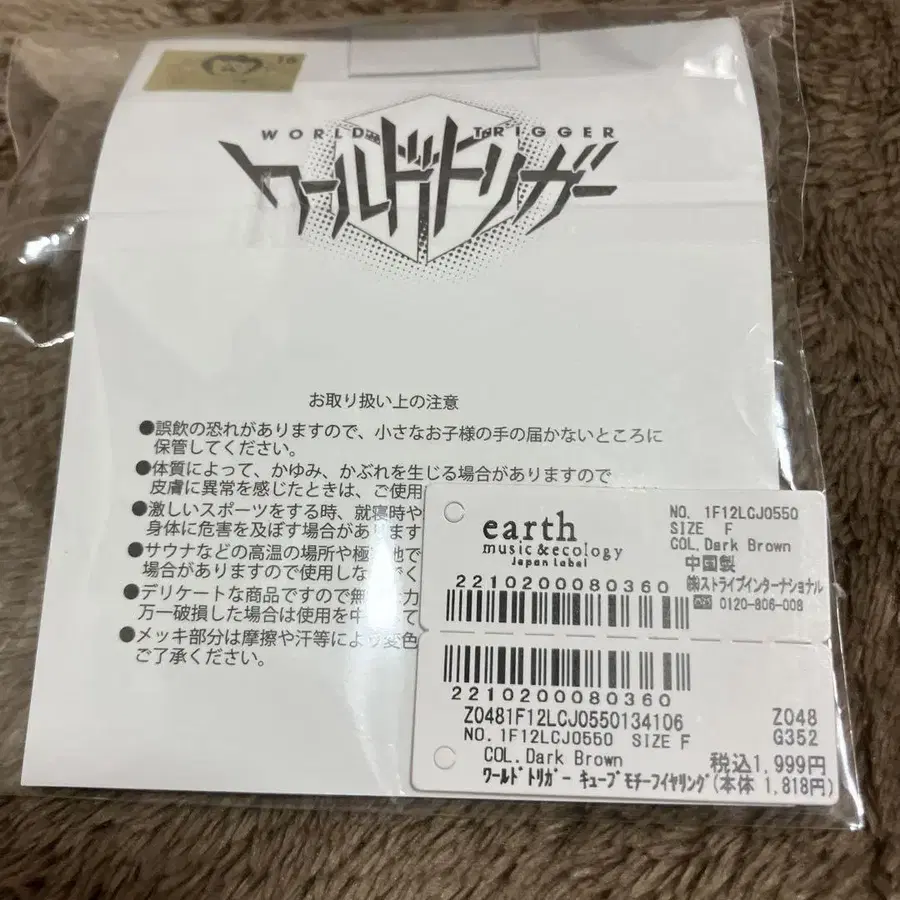 16
WORLD TRIGGER
ワールドトリガー
お取り扱い上の注意
●誤飲の恐れがありますので、小さなお子様の手の届かないところに
保管してください。
●体質によって、かゆみ、かぶれを生じる場合がありますので
皮膚に異常を感じたときは、ご使用
●激しいスポーツをする時、就寝時や
身体に危害を及ぼす場合があります
●サウナなどの高温の場所や極寒地で
場合がありますので使用しな
●デリケートな商品ですので無
万一破損した場合は使用を中
●メッキ部分は摩擦や汗等により変色
ご了承ください。
earth
music&ecology
Japan Label
NO. 1F12LCJ0550
SIZE F
COL.Dark Brown
中国製
㈱ストライプインターナショナル
0120-806-008
2210200080360
2210200080360
Z0481F12LCJ0550134106
Z048
NO. 1F12LCJ0550 SIZE F
G352
COL.Dark Brown
税込1,999円
ワールドトリガー キューブモチーフイヤリング
(本体 1,818円)